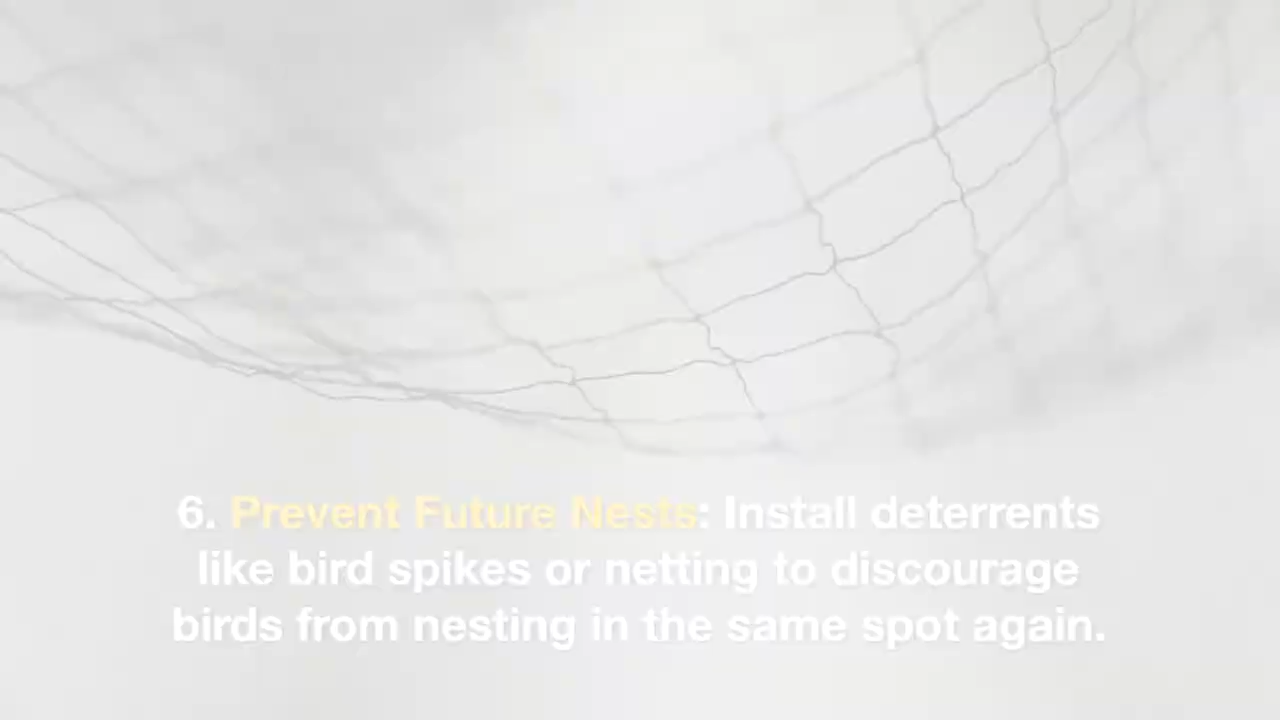 6. Prevent Future Nests: Install deterrents
like bird spikes or netting to discourage
birds from nesting in the same spot again.